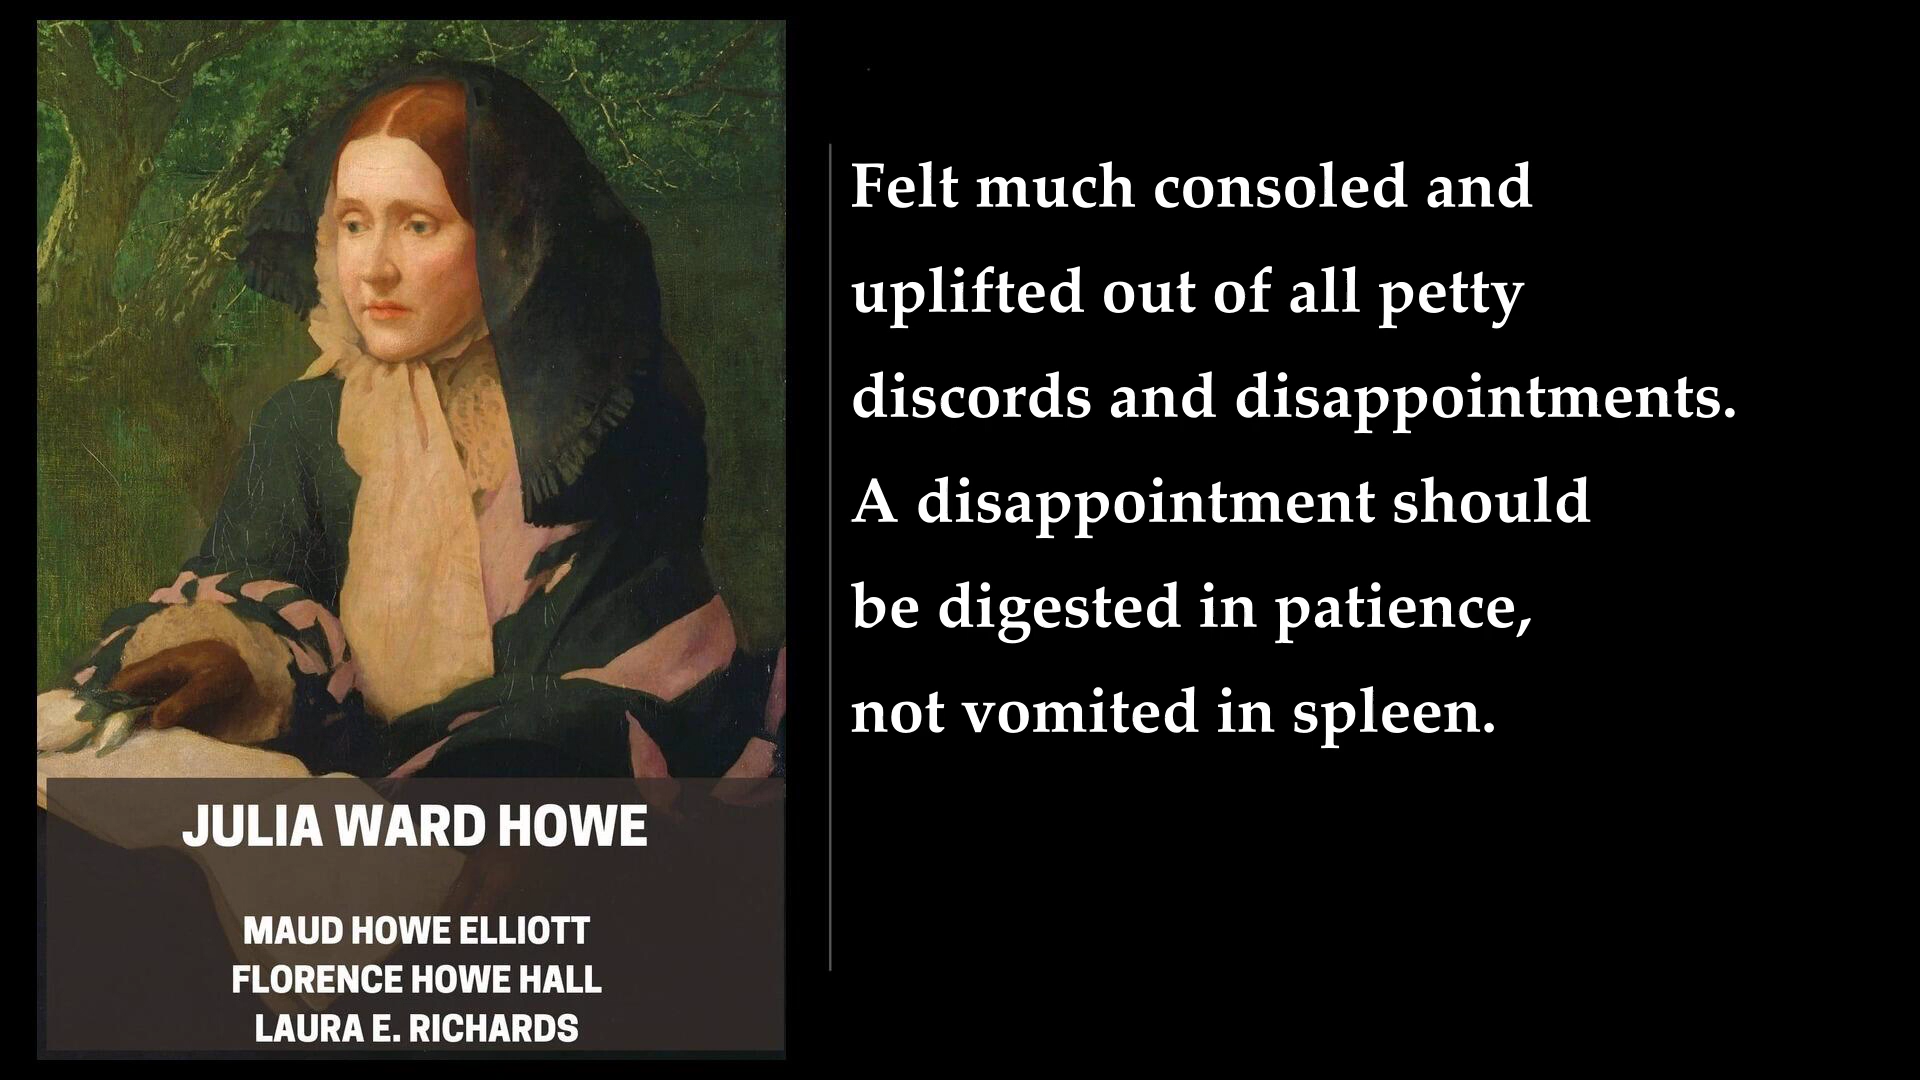 JULIA WARD HOWE
MAUD HOWE ELLIOTT
FLORENCE HOWE HALL
LAURA E. RICHARDS
Felt much consoled and
uplifted out of all petty
discords and disappointments.
A disappointment should
be digested in patience,
not vomited in spleen.